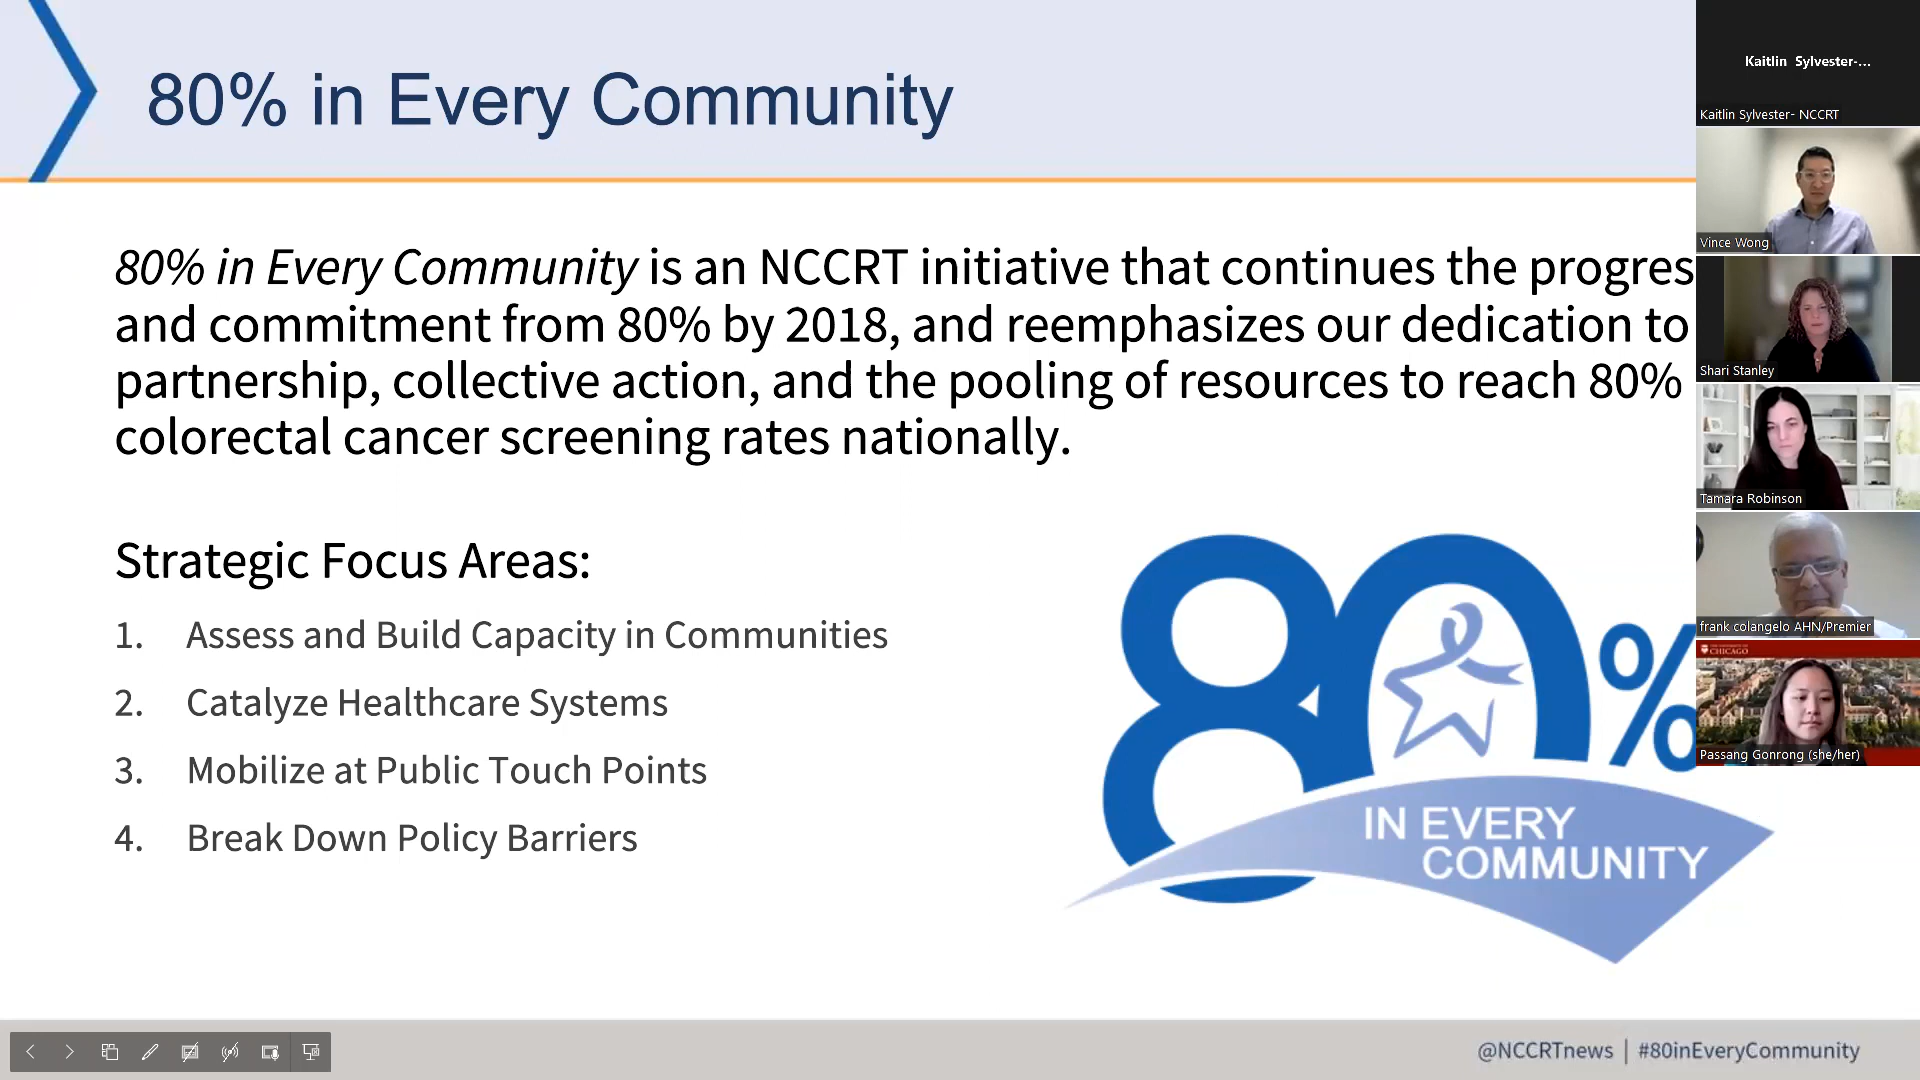 80% in Every Community
80% in Every Community is an NCCRT initiative that continues the progres
and commitment from 80% by 2018, and reemphasizes our dedication to
partnership, collective action, and the pooling of resources to reach 80%
colorectal cancer screening rates nationally.
Strategic Focus Areas:
1. Assess and Build Capacity in Communities
2. Catalyze Healthcare Systems
3. Mobilize at Public Touch Points
4. Break Down Policy Barriers
80%
IN EVERY
COMMUNITY
@NCCRTnews | #80inEveryCommunity
Kaitlin Sylvester-...
Kaitlin Sylvester- NCCRT
Vince Wong
Shari Stanley
Tamara Robinson
frank colangelo AHN/Premier
CHICAGO
Passang Gonrong (she/her)